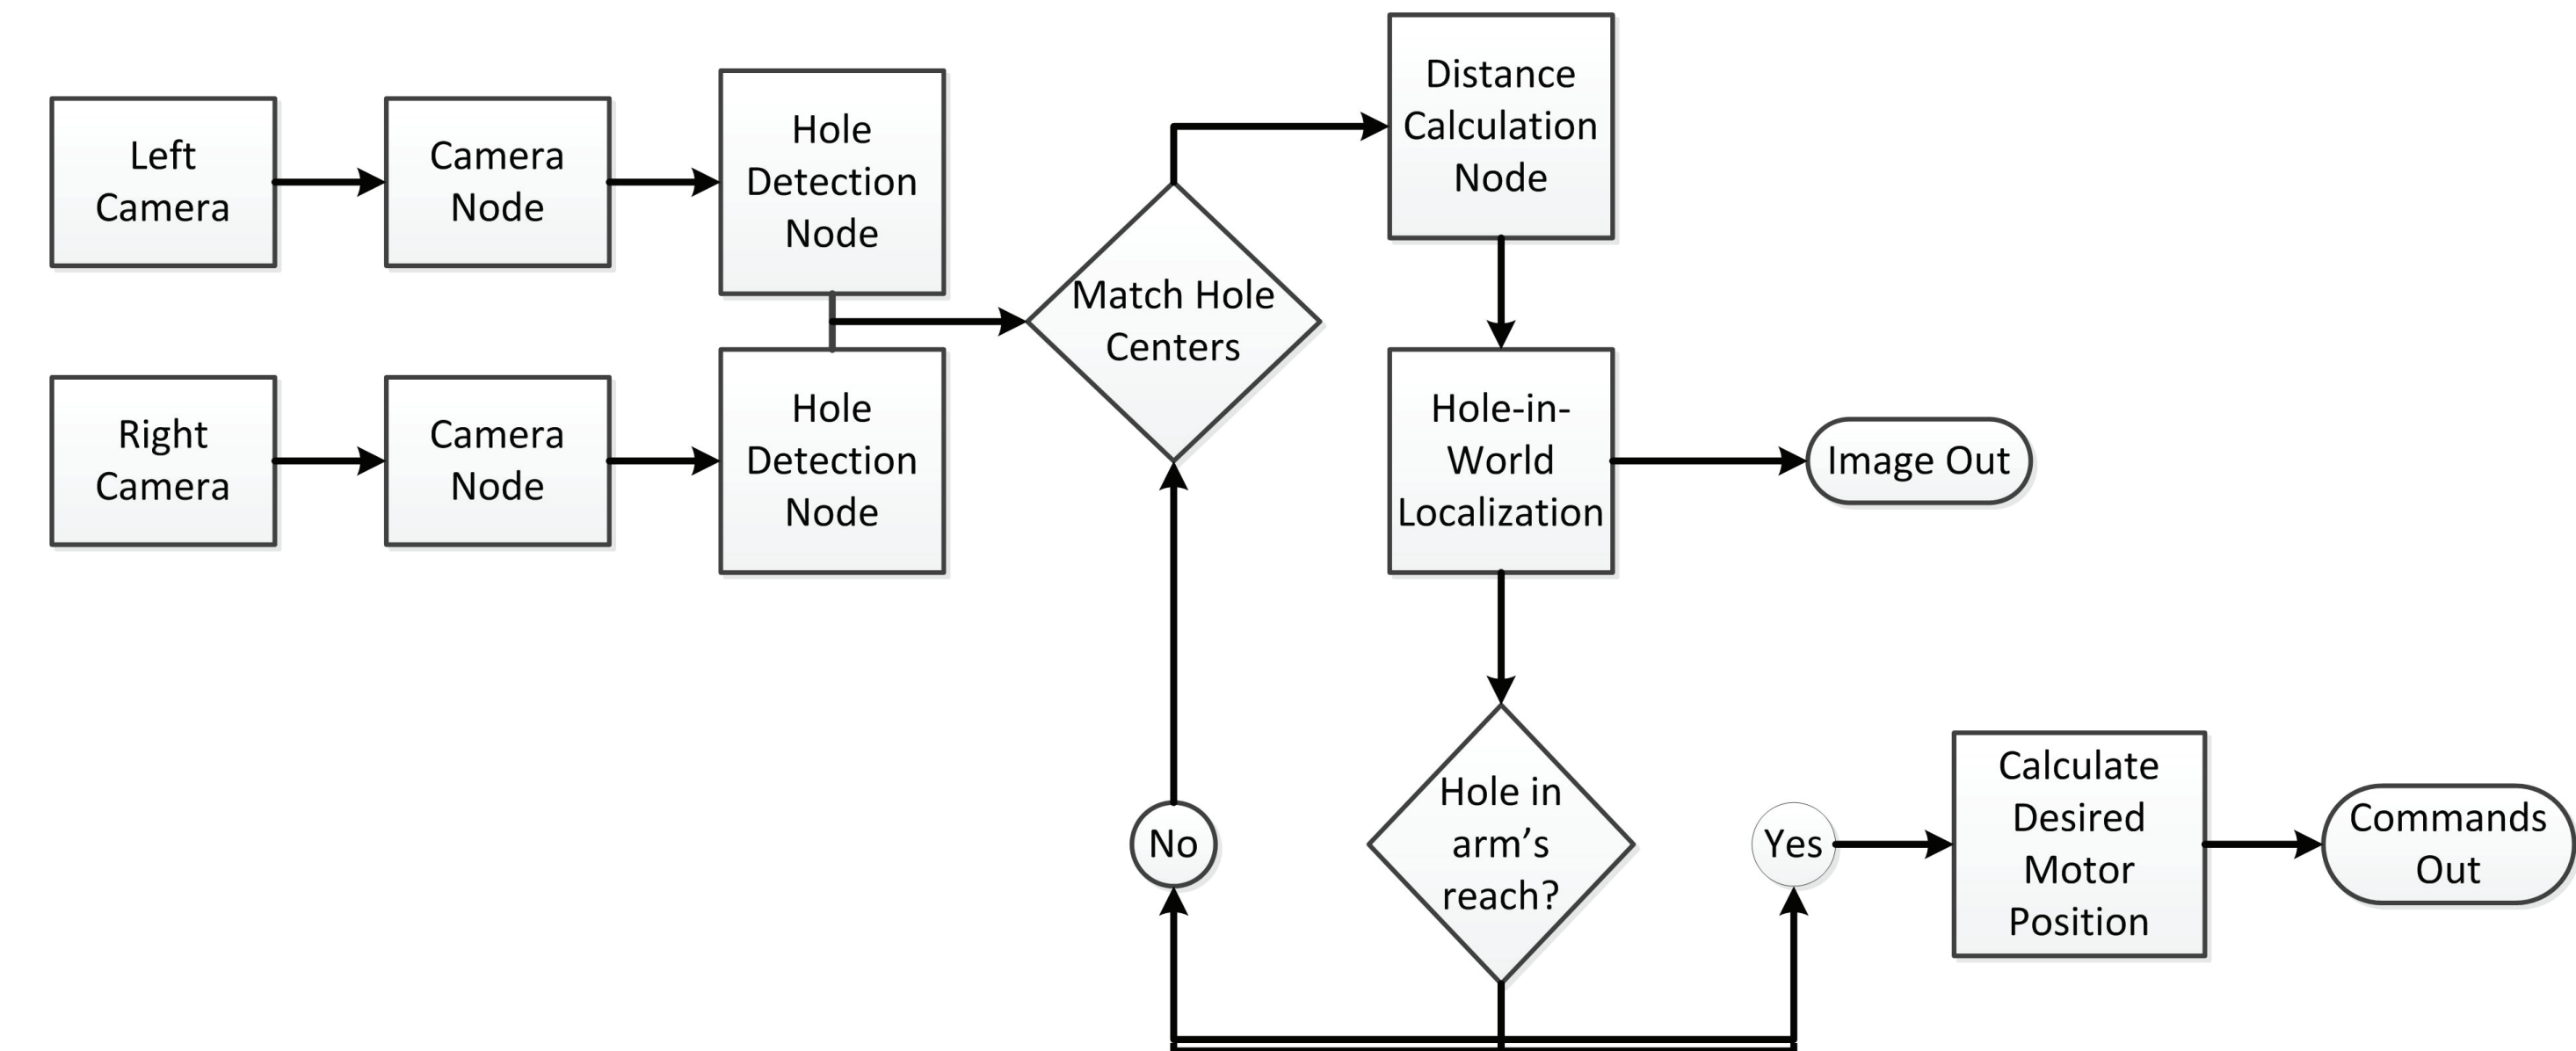 Left
Camera
Camera
Node
Hole
Detection
Node
Right
Camera
Camera
Node
Hole
Detection
Node
Match Hole
Centers
Distance
Calculation
Node
Hole-in-
World
Localization
Image Out
Hole in
arm’s
reach?
No
Yes
Calculate
Desired
Motor
Position
Commands
Out